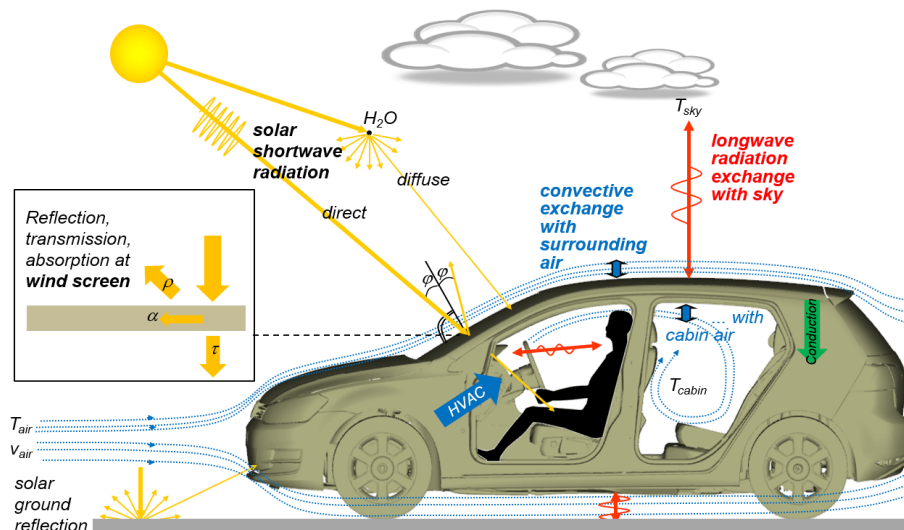 H2O
solar
shortwave
radiation
diffuse
direct
Tsky
longwave
radiation
exchange
with sky
convective
exchange
with
surrounding
air
Reflection,
transmission,
absorption at
wind screen
ρ
α
τ
φ φ
with
cabin air
Conduction
Tcabin
HVAC
Tair
vair
solar
ground
reflection